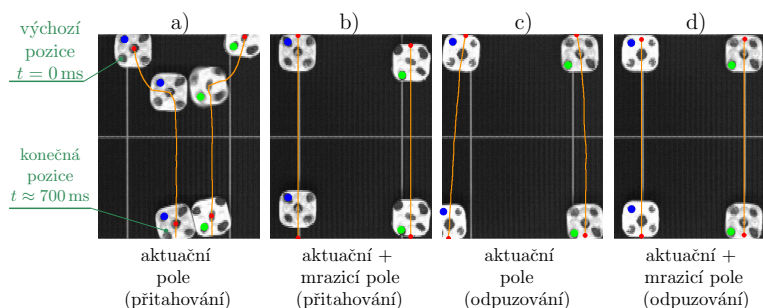 a)
b)
c)
d)
výchozí
pozice
t = 0 ms
konečná
pozice
t ≈ 700 ms
aktuační
pole
(přitahování)
aktuační +
mrazicí pole
(přitahování)
aktuační
pole
(odpuzování)
aktuační +
mrazicí pole
(odpuzování)